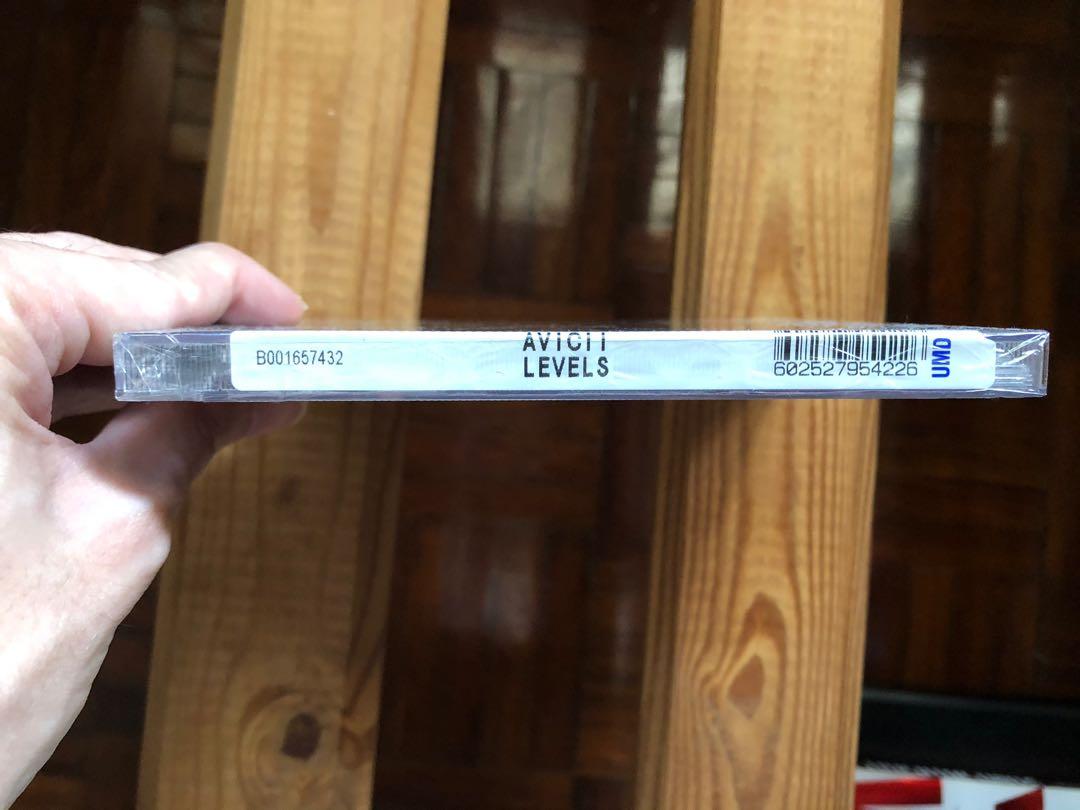 B001657432
AVICII
LEVELS
602527954226
UMD